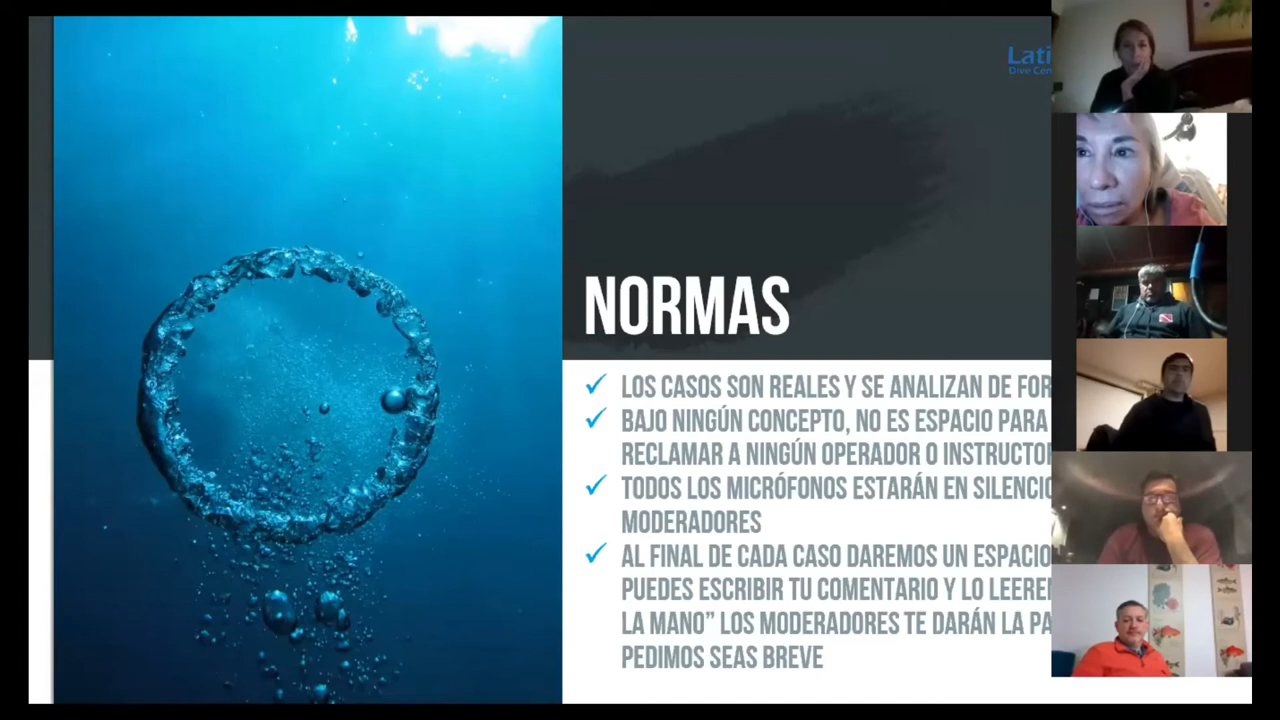 Lati
Dive Cen
NORMAS
LOS CASOS SON REALES Y SE ANALIZAN DE FOR
BAJO NINGÚN CONCEPTO, NO ES ESPACIO PARA
RECLAMAR A NINGÚN OPERADOR O INSTRUCTO
TODOS LOS MICRÓFONOS ESTARÁN EN SILENCIO
MODERADORES
AL FINAL DE CADA CASO DAREMOS UN ESPACIO
PUEDES ESCRIBIR TU COMENTARIO Y LO LEERE
LA MANO” LOS MODERADORES TE DARÁN LA PA
PEDIMOS SEAS BREVE